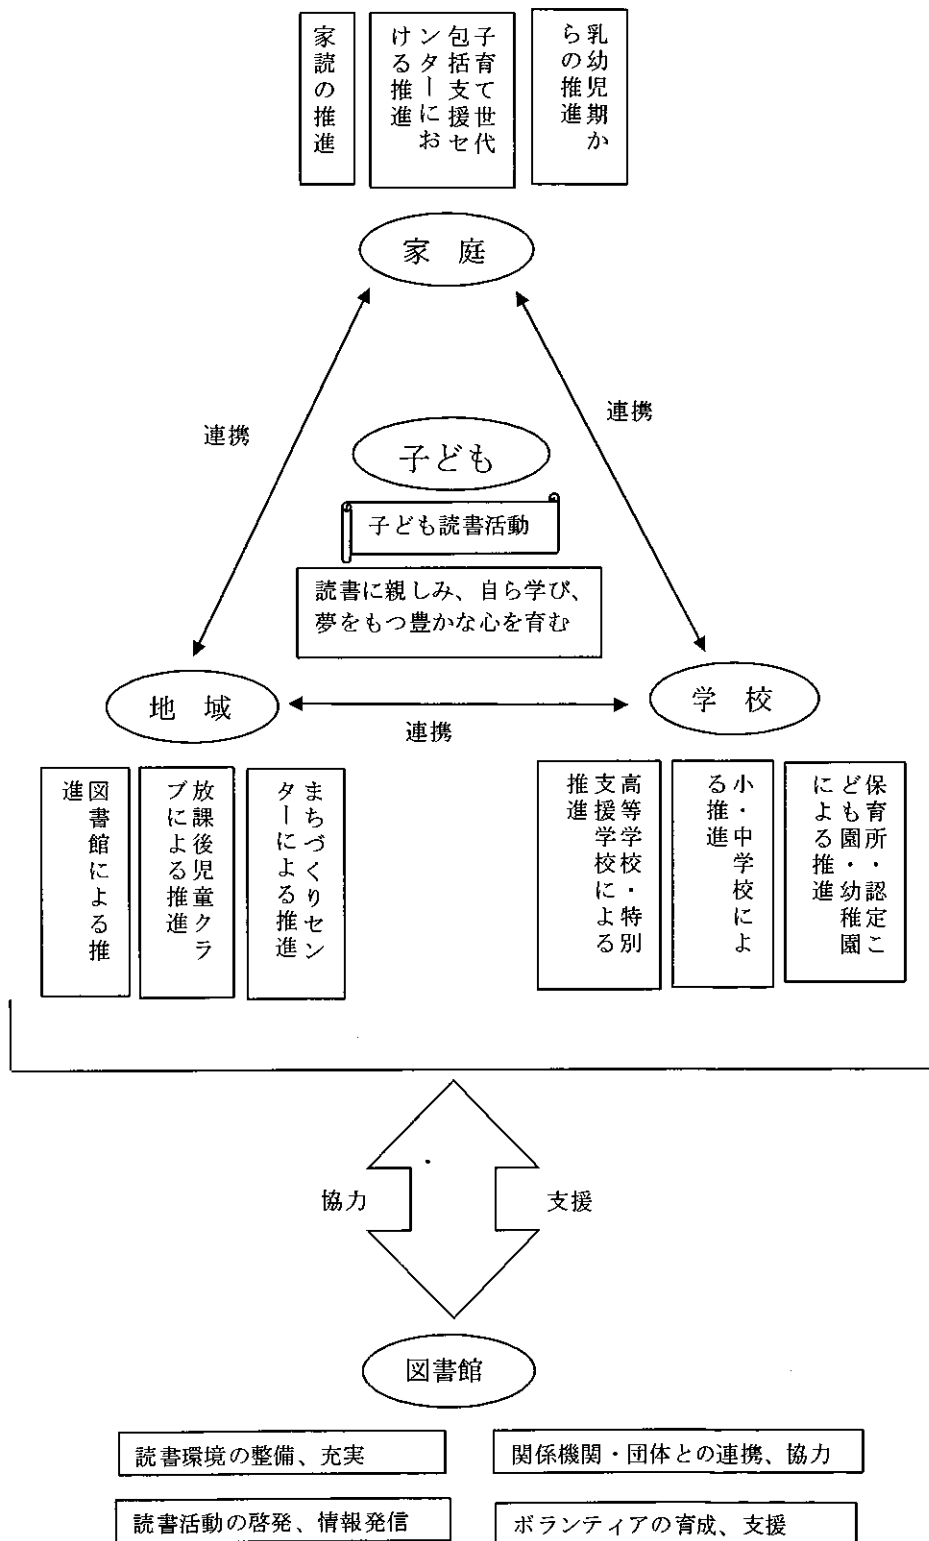 乳幼児期か
らの推進
子育て世代
包括支援セ
ンターにお
ける推進
家読の推進
家 庭
連携
連携
子ども
子ども読書活動
読書に親しみ、自ら学び、
夢をもつ豊かな心を育む
地 域
連携
学 校
まちづくりセン
ターによる推進
放課後児童クラ
ブによる推進
図書館による推
進
保育所・認定こ
ども園・幼稚園
による推進
小・中学校によ
る推進
高等学校・特別
支援学校による
推進
協力
支援
図書館
読書環境の整備、充実
関係機関・団体との連携、協力
読書活動の啓発、情報発信
ボランティアの育成、支援